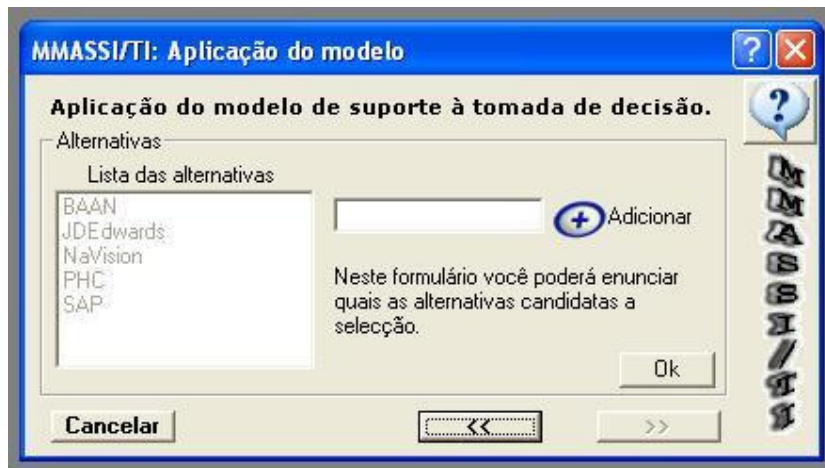 MMASSI/TI: Aplicação do modelo
?
Aplicação do modelo de suporte à tomada de decisão.
?
Alternativas
Lista das alternativas
BAAN
JDEdwards
NaVision
PHC
SAP
+ Adicionar
Neste formulário você poderá enunciar
quais as alternativas candidatas a
selecção.
Ok
Cancelar
<<
>>
MMASSI/TI